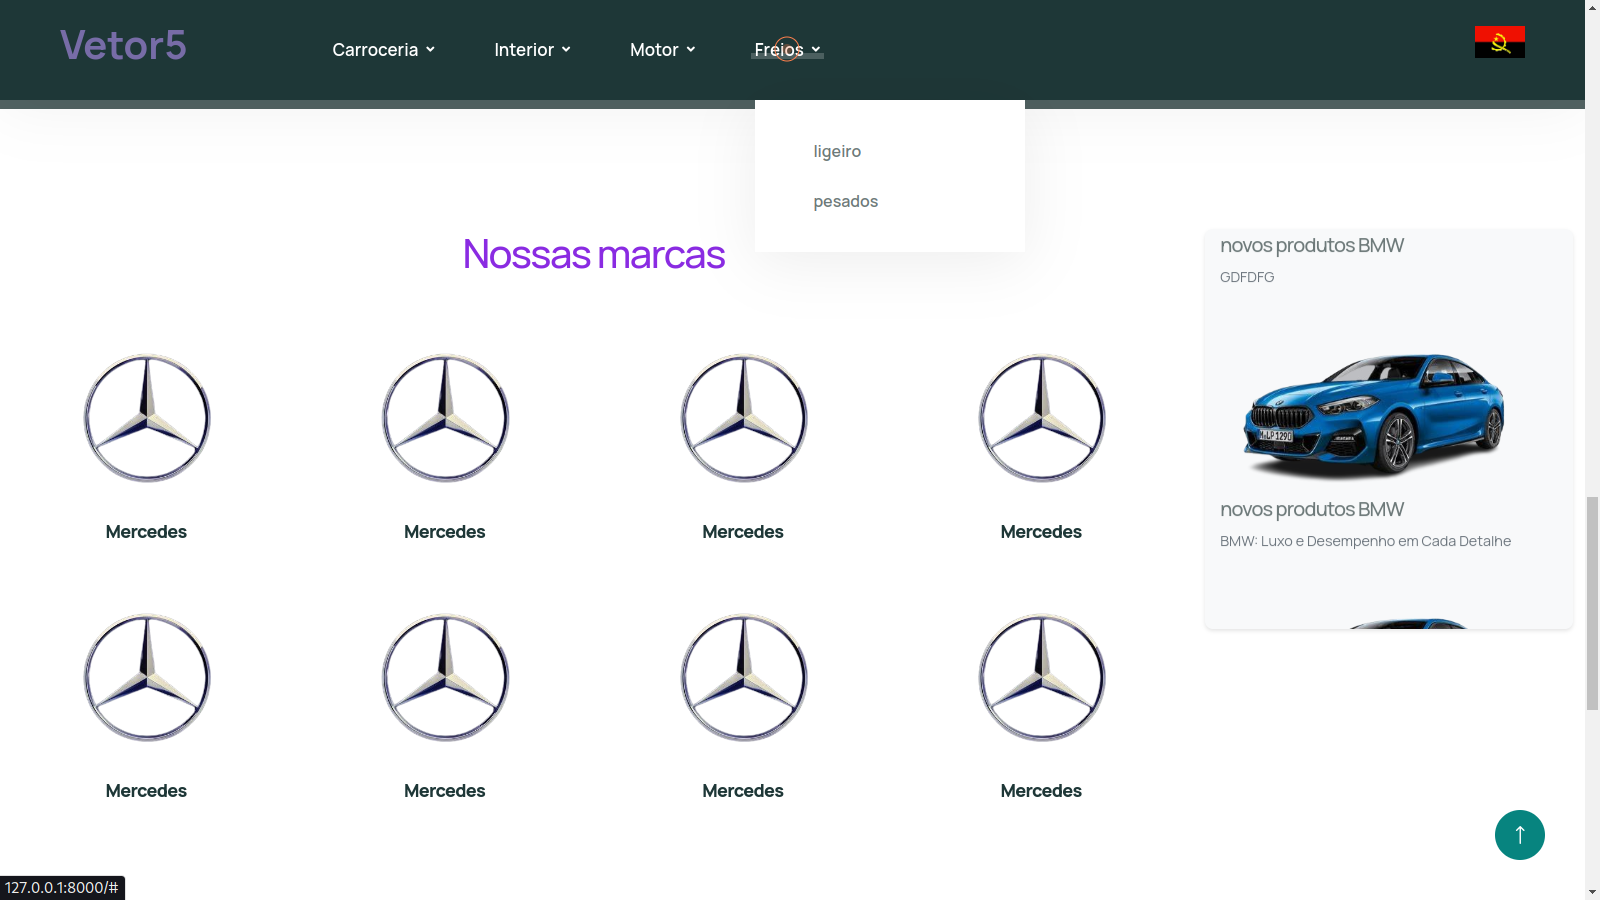 Vetor5
Carroceria
Interior
Motor
Freios
ligeiro
pesados
Nossas marcas
novos produtos BMW
GDFDFG
M LP 1290
novos produtos BMW
BMW: Luxo e Desempenho em Cada Detalhe
Mercedes
Mercedes
Mercedes
Mercedes
Mercedes
Mercedes
Mercedes
Mercedes
127.0.0.1:8000/#